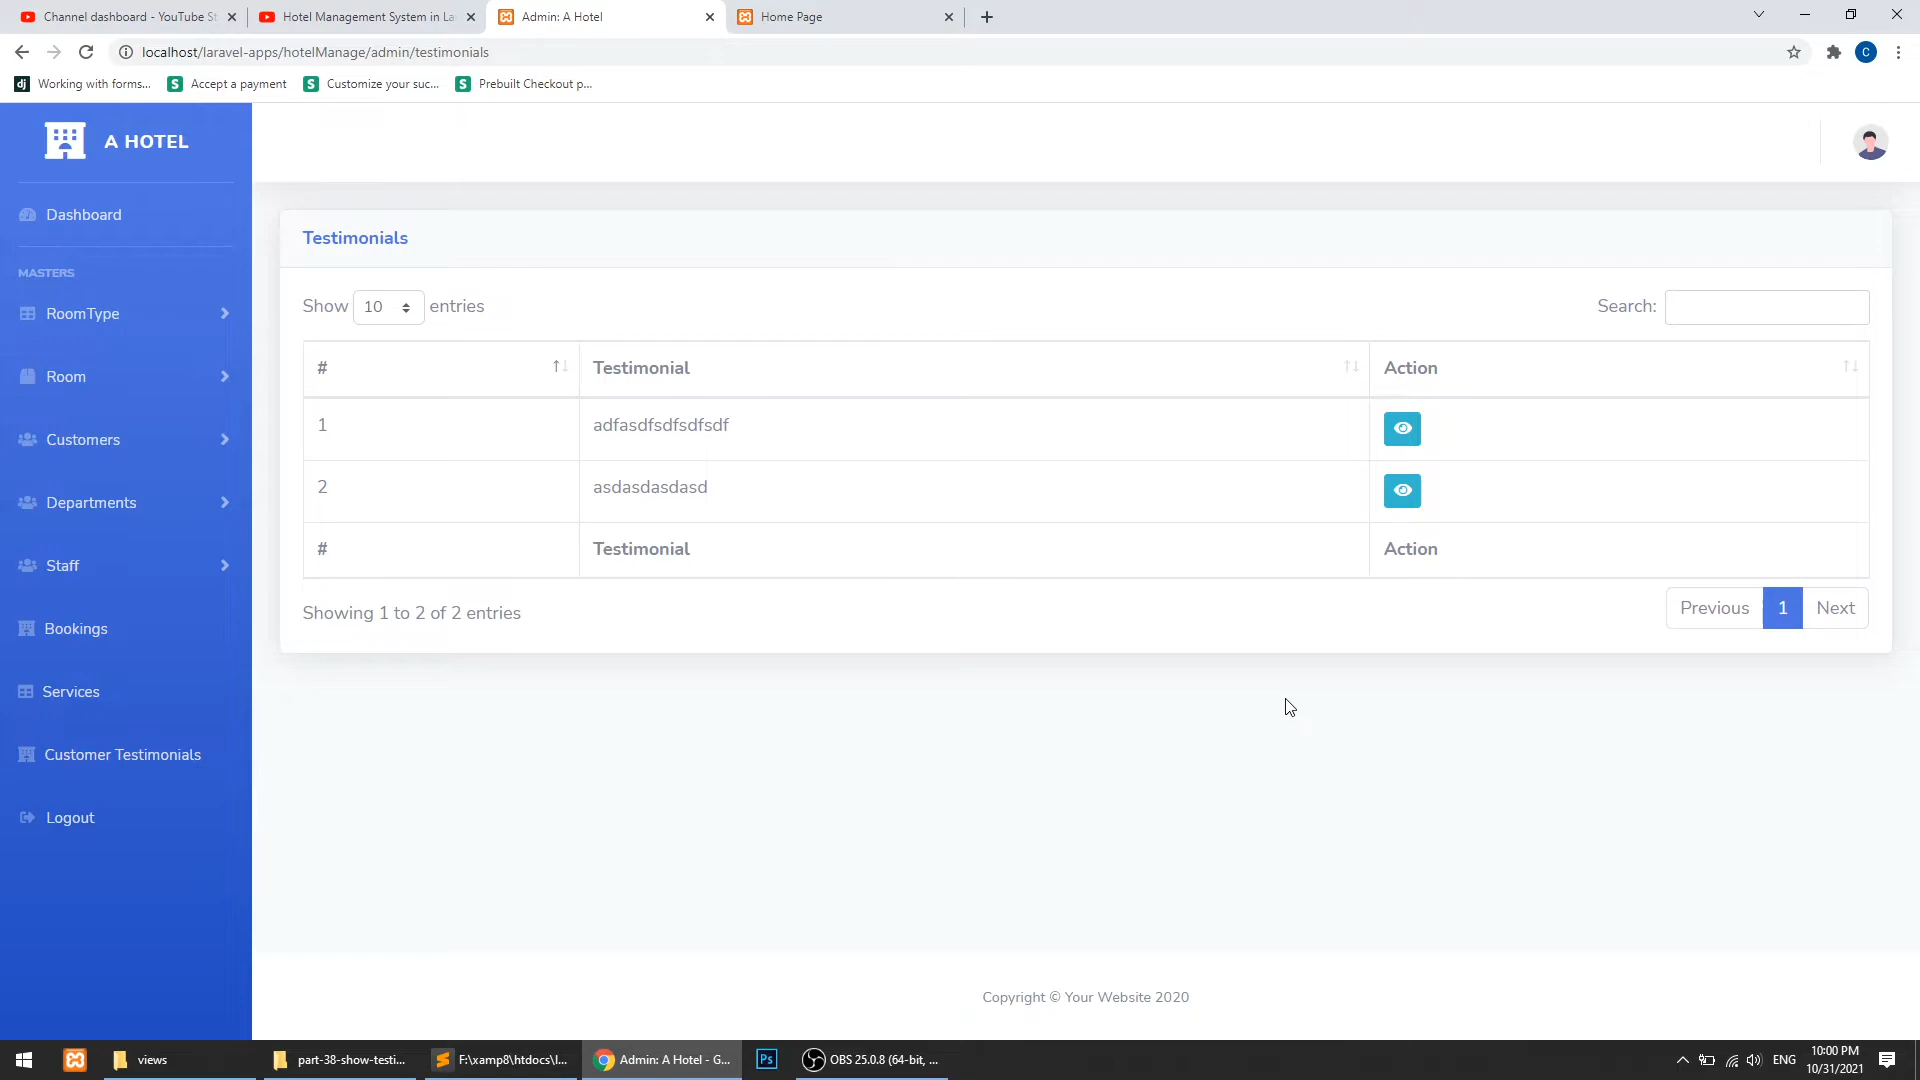 Channel dashboard - YouTube St
Hotel Management System in La
Admin: A Hotel
Home Page
localhost/laravel-apps/hotelManage/admin/testimonials
C
dj Working with forms...
S Accept a payment
S Customize your suc...
S Prebuilt Checkout p...
A HOTEL
Dashboard
MASTERS
RoomType
Room
Customers
Departments
Staff
Bookings
Services
Customer Testimonials
Logout
Testimonials
Show 10 entries
Search:
# Testimonial Action
1 adfasdfsdfsdfsdf
2 asdasdasdasd
# Testimonial Action
Showing 1 to 2 of 2 entries
Previous 1 Next
Copyright © Your Website 2020
views
part-38-show-testi...
F:\xamp8\htdocs\l...
Admin: A Hotel - G...
Ps
OBS 25.0.8 (64-bit, ...
ENG
10:00 PM
10/31/2021